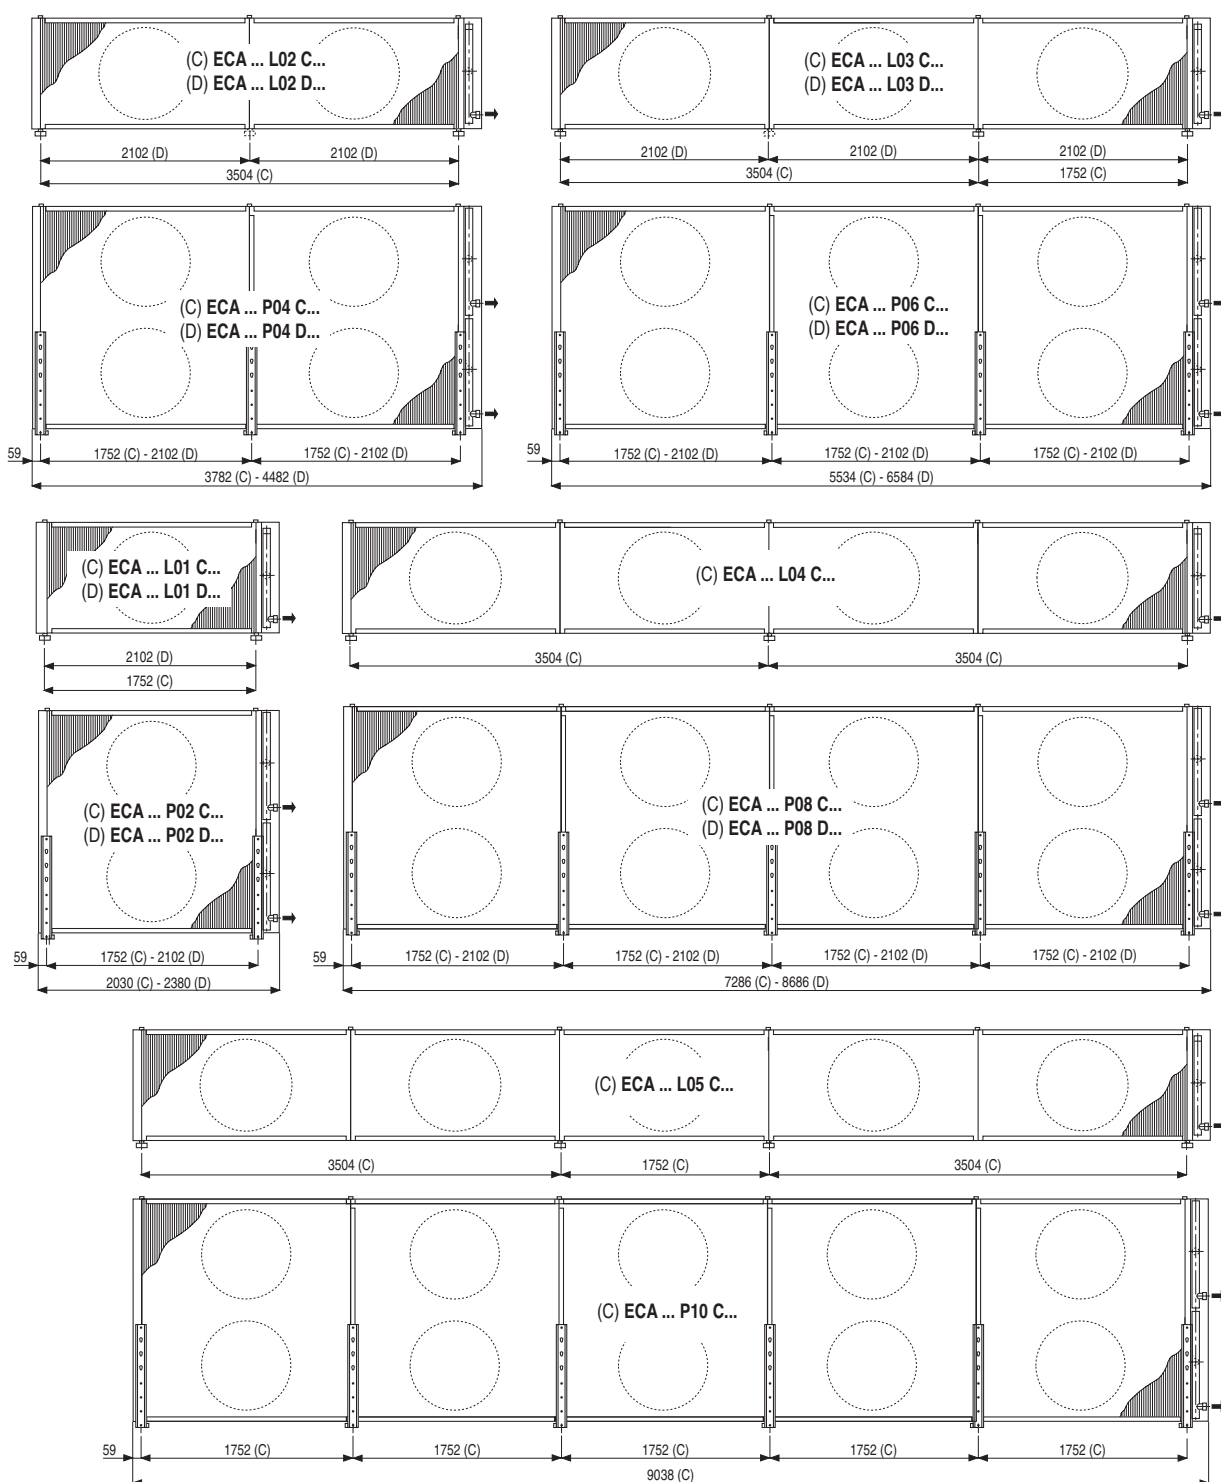 (C) ECA ... L02 C...
(D) ECA ... L02 D...
2102 (D)
2102 (D)
3504 (C)
(C) ECA ... L03 C...
(D) ECA ... L03 D...
2102 (D)
2102 (D)
2102 (D)
3504 (C)
1752 (C)
(C) ECA ... P04 C...
(D) ECA ... P04 D...
59
1752 (C) - 2102 (D)
1752 (C) - 2102 (D)
3782 (C) - 4482 (D)
(C) ECA ... P06 C...
(D) ECA ... P06 D...
59
1752 (C) - 2102 (D)
1752 (C) - 2102 (D)
1752 (C) - 2102 (D)
5534 (C) - 6584 (D)
(C) ECA ... L01 C...
(D) ECA ... L01 D...
2102 (D)
1752 (C)
(C) ECA ... L04 C...
3504 (C)
3504 (C)
(C) ECA ... P02 C...
(D) ECA ... P02 D...
59
1752 (C) - 2102 (D)
2030 (C) - 2380 (D)
(C) ECA ... P08 C...
(D) ECA ... P08 D...
59
1752 (C) - 2102 (D)
1752 (C) - 2102 (D)
1752 (C) - 2102 (D)
1752 (C) - 2102 (D)
7286 (C) - 8686 (D)
(C) ECA ... L05 C...
3504 (C)
1752 (C)
3504 (C)
(C) ECA ... P10 C...
59
1752 (C)
1752 (C)
1752 (C)
1752 (C)
1752 (C)
9038 (C)